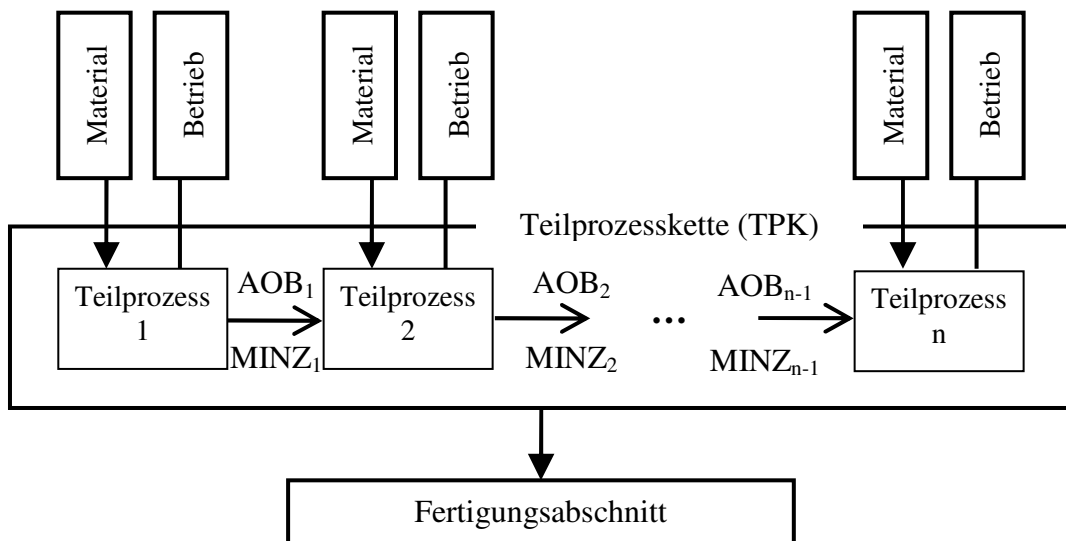 Material
Betrieb
Material
Betrieb
Material
Betrieb
Teilprozesskette (TPK)
Teilprozess
1
AOB₁
MINZ₁
Teilprozess
2
AOB₂
MINZ₂
...
AOBₙ₋₁
MINZₙ₋₁
Teilprozess
n
Fertigungsabschnitt